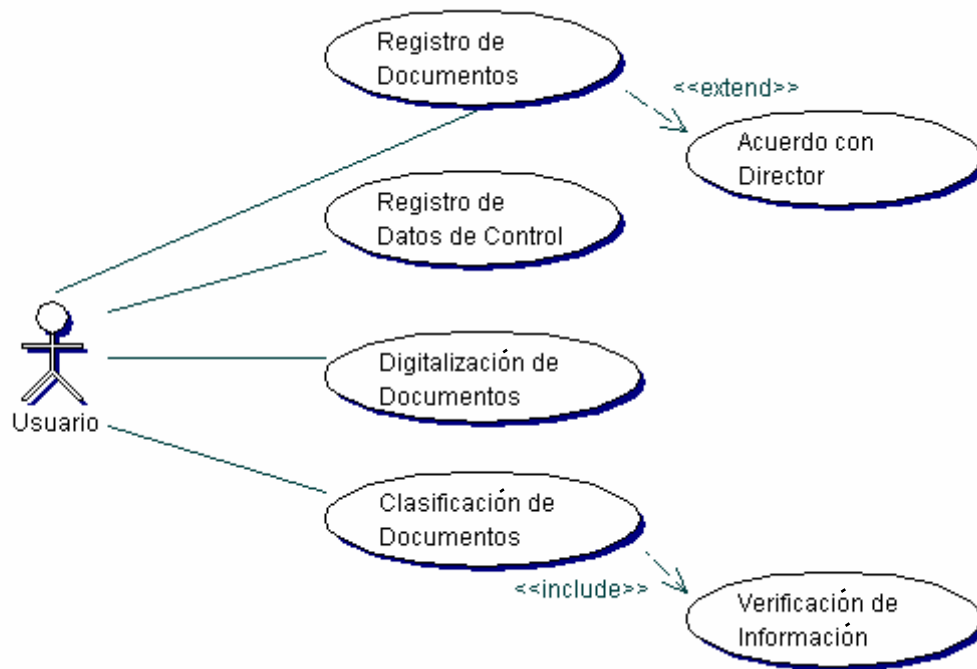 Registro de
Documentos
<<extend>>
Acuerdo con
Director
Registro de
Datos de Control
Digitalización de
Documentos
Usuario
Clasificación de
Documentos
<<include>>
Verificación de
Información